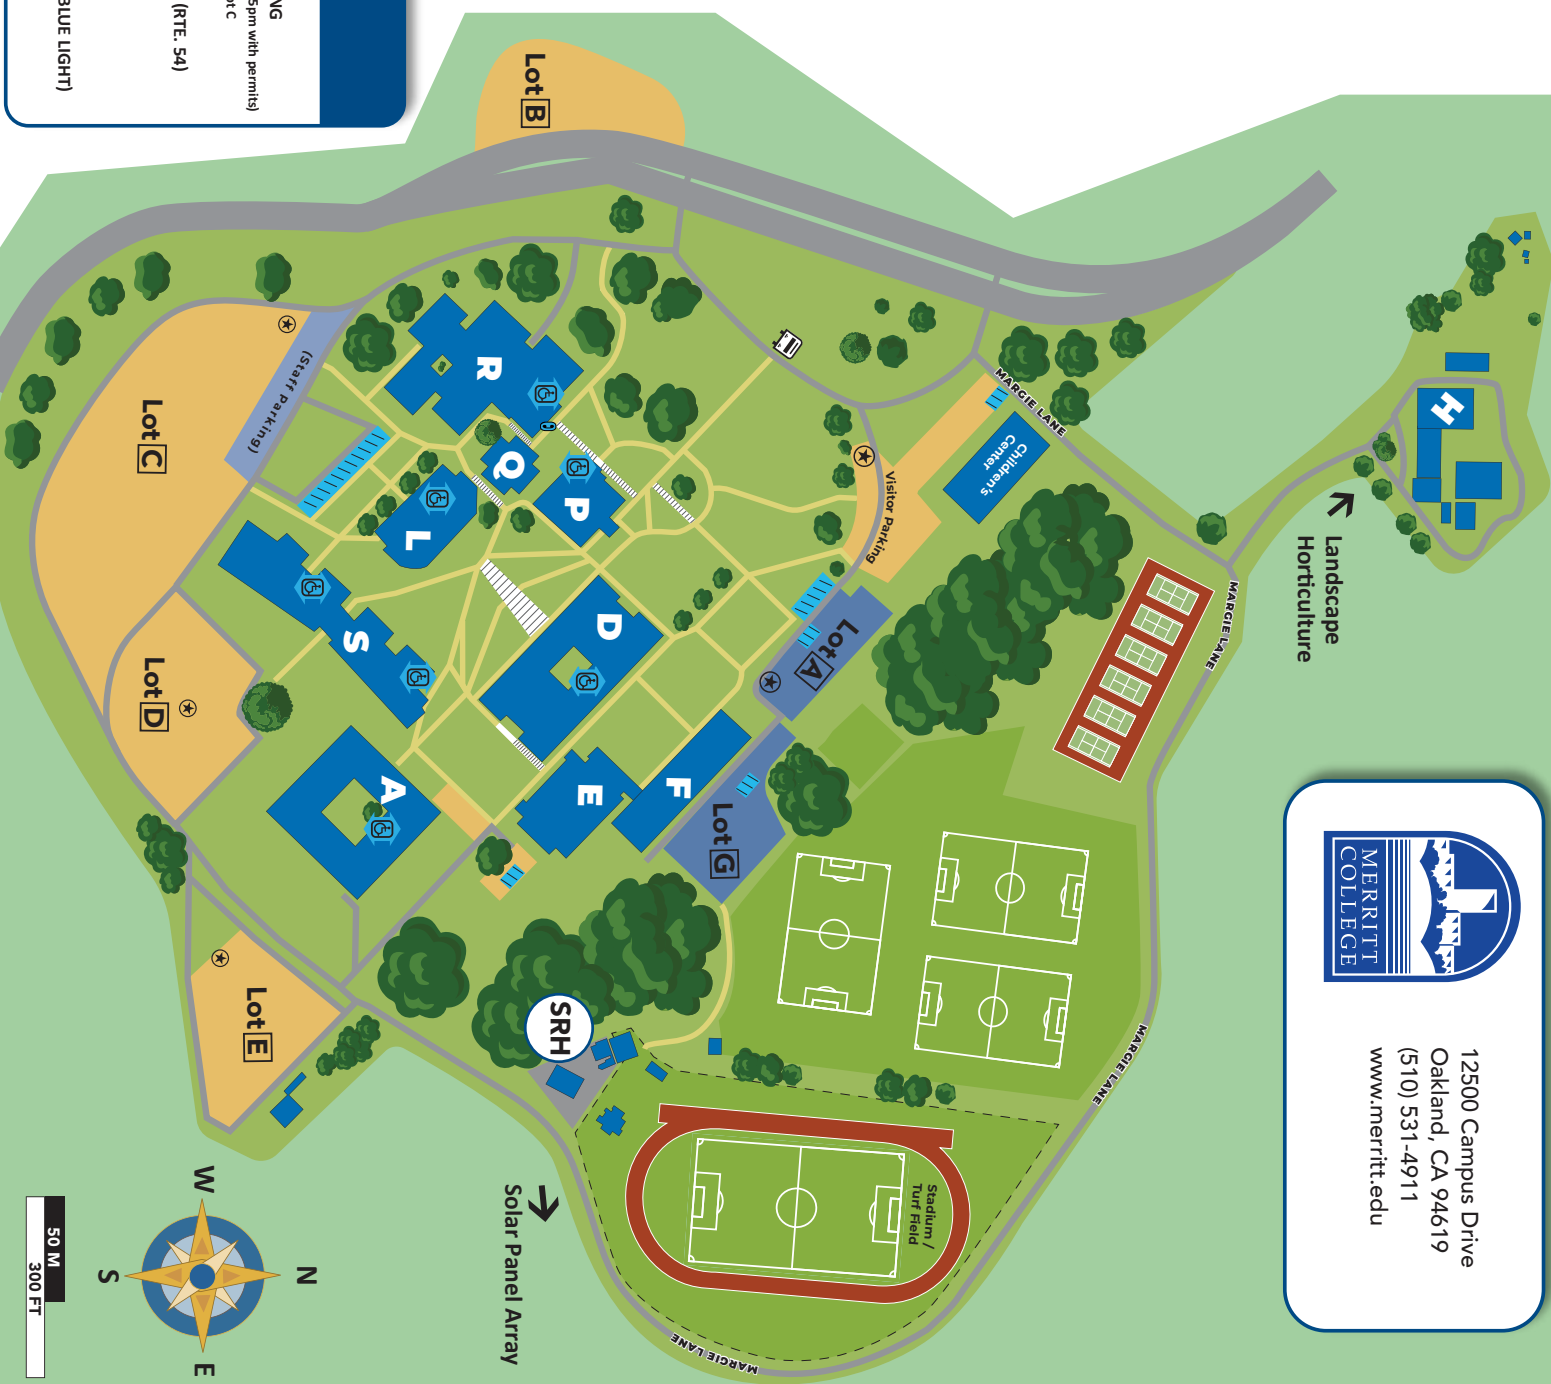 NG
5pm with permits)
ot C
(RTE. 54)
BLUE LIGHT)
Lot B
MARGIE LANE
H
R
Children's
Center
(Staff Parking)
Lot C
Q
P
Visitor Parking
L
Landscape
Horticulture
MARGIE LANE
D
S
Lot A
Lot D
A
E
F
Lot G
MERRITT
COLLEGE
12500 Campus Drive
Oakland, CA 94619
(510) 531-4911
www.merritt.edu
SRH
Lot E
MARGIE LANE
Stadium /
Turf Field
Solar Panel Array
MARGIE LANE
N
W
E
S
50 M
300 FT